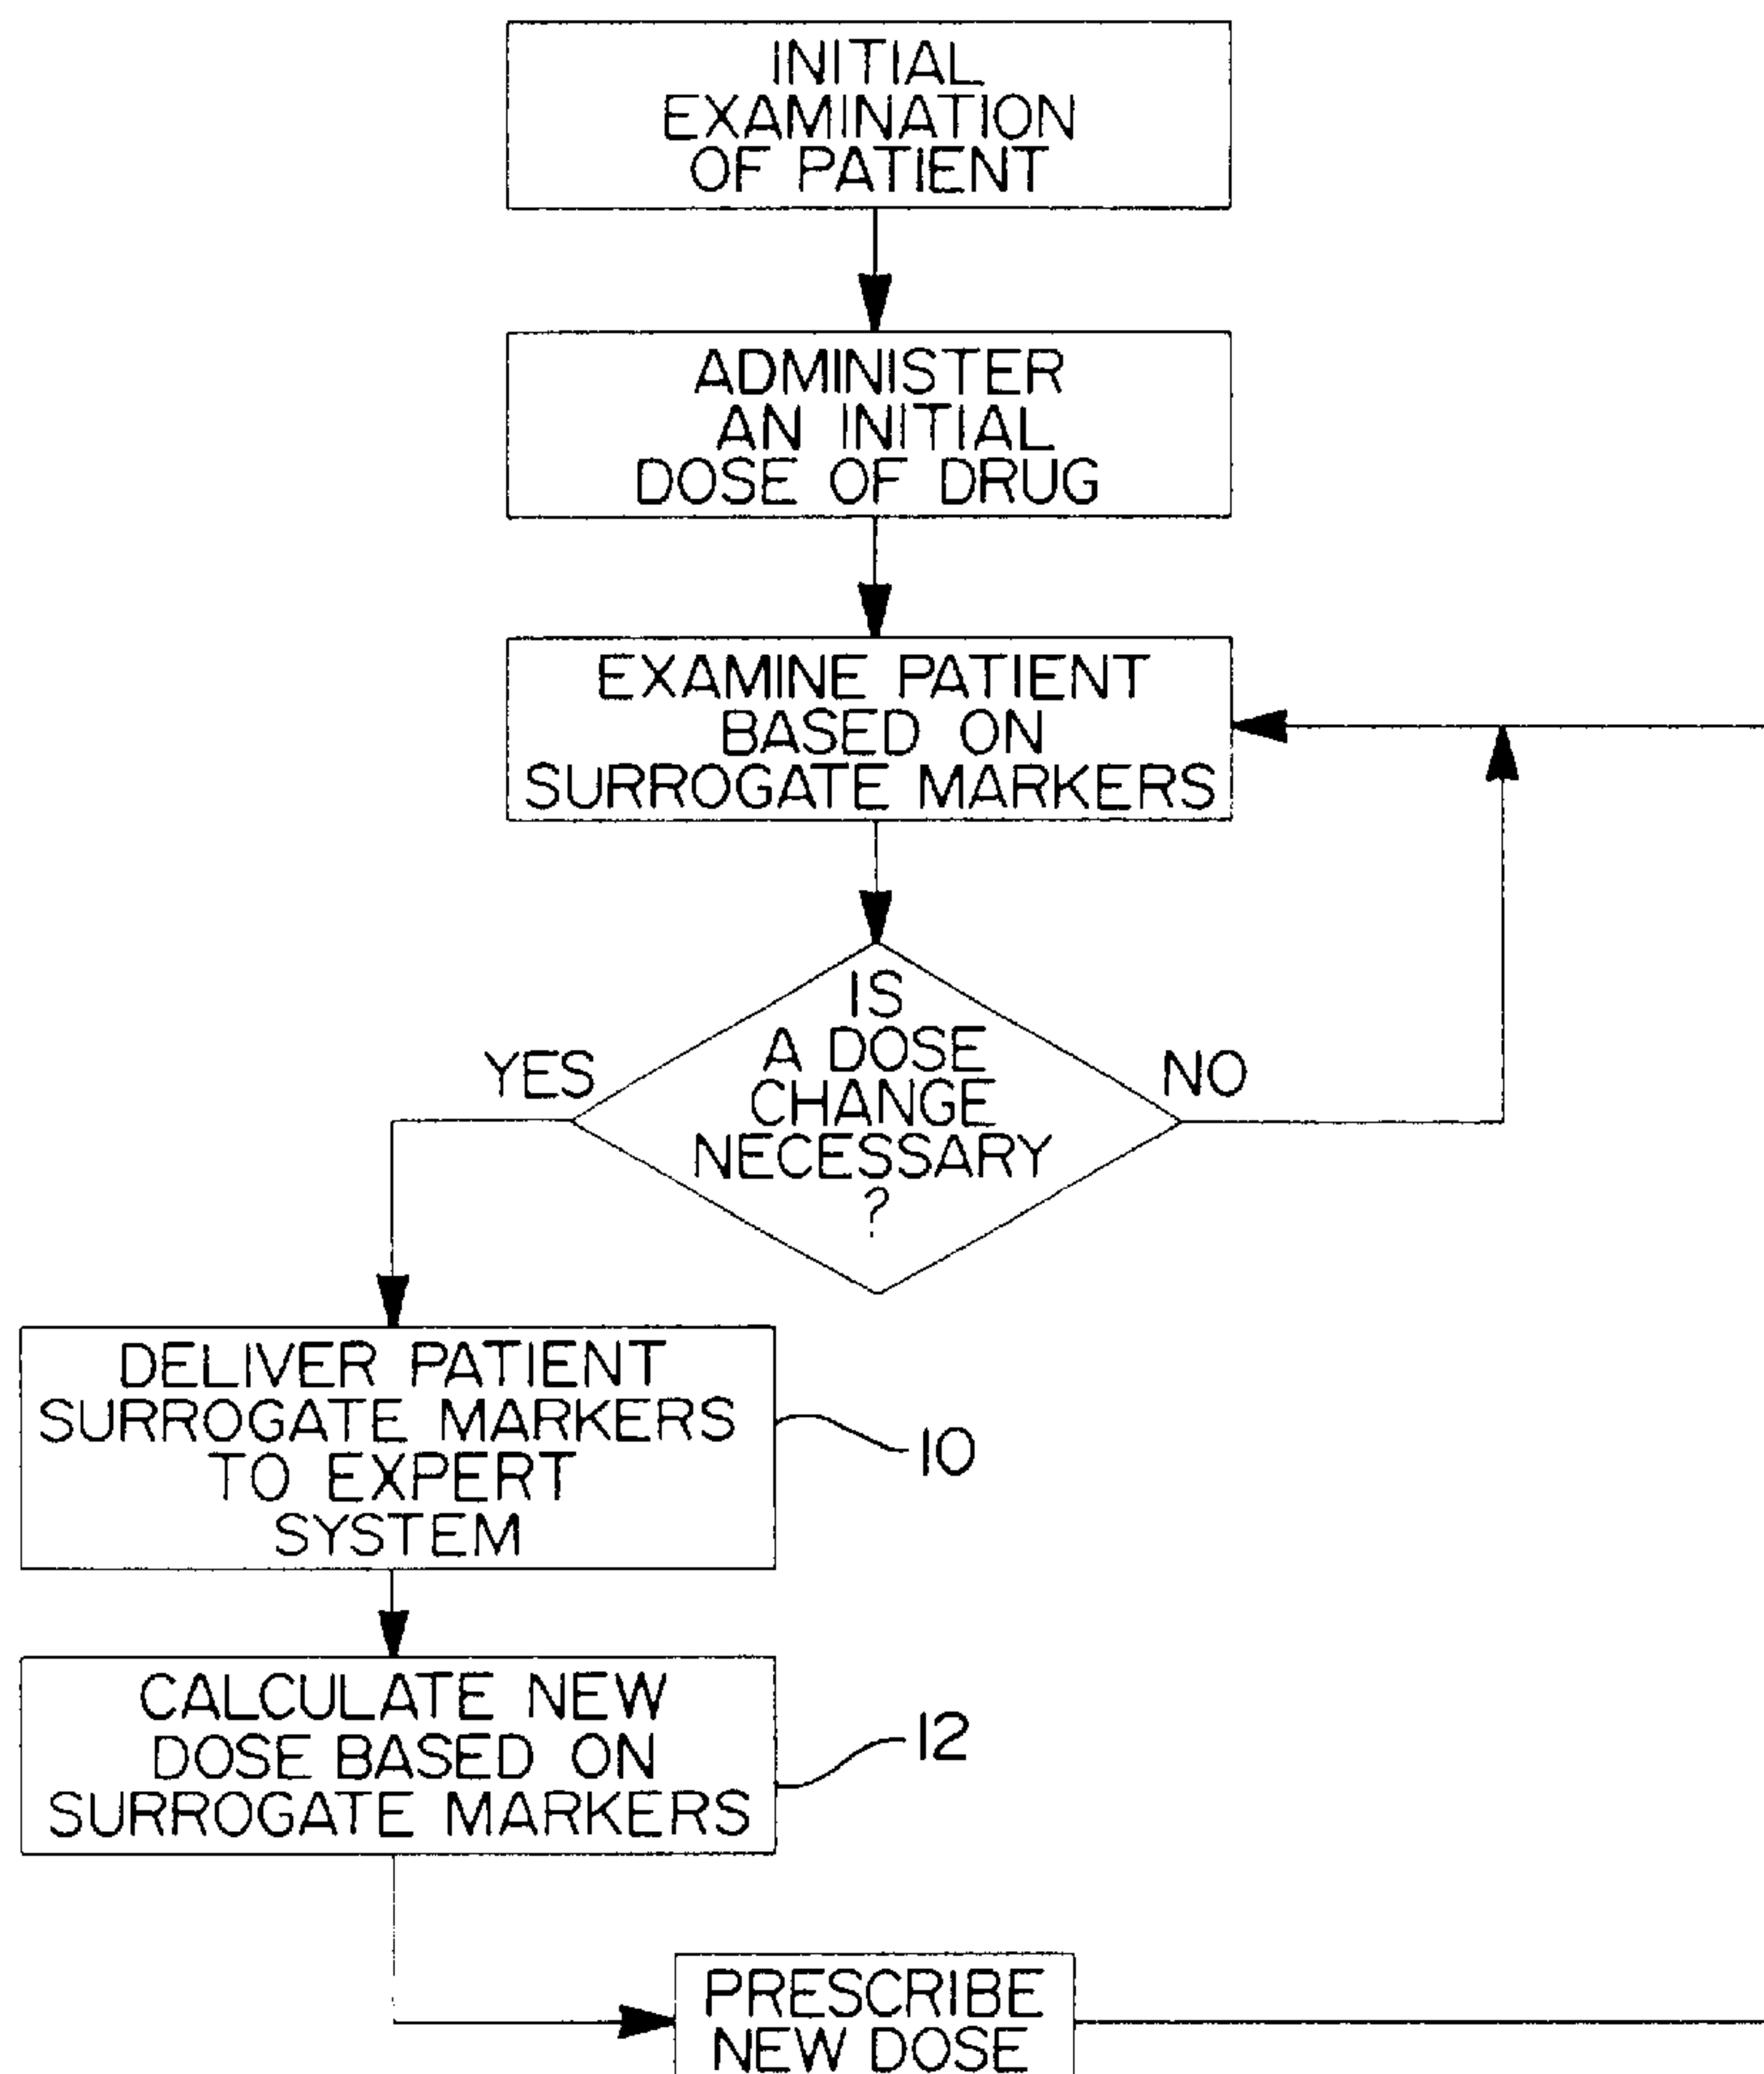 INITIAL
EXAMINATION
OF PATIENT
ADMINISTER
AN INITIAL
DOSE OF DRUG
EXAMINE PATIENT
BASED ON
SURROGATE MARKERS
IS
A DOSE
CHANGE
NECESSARY
?
YES
NO
DELIVER PATIENT
SURROGATE MARKERS
TO EXPERT
SYSTEM
10
CALCULATE NEW
DOSE BASED ON
SURROGATE MARKERS
12
PRESCRIBE
NEW DOSE